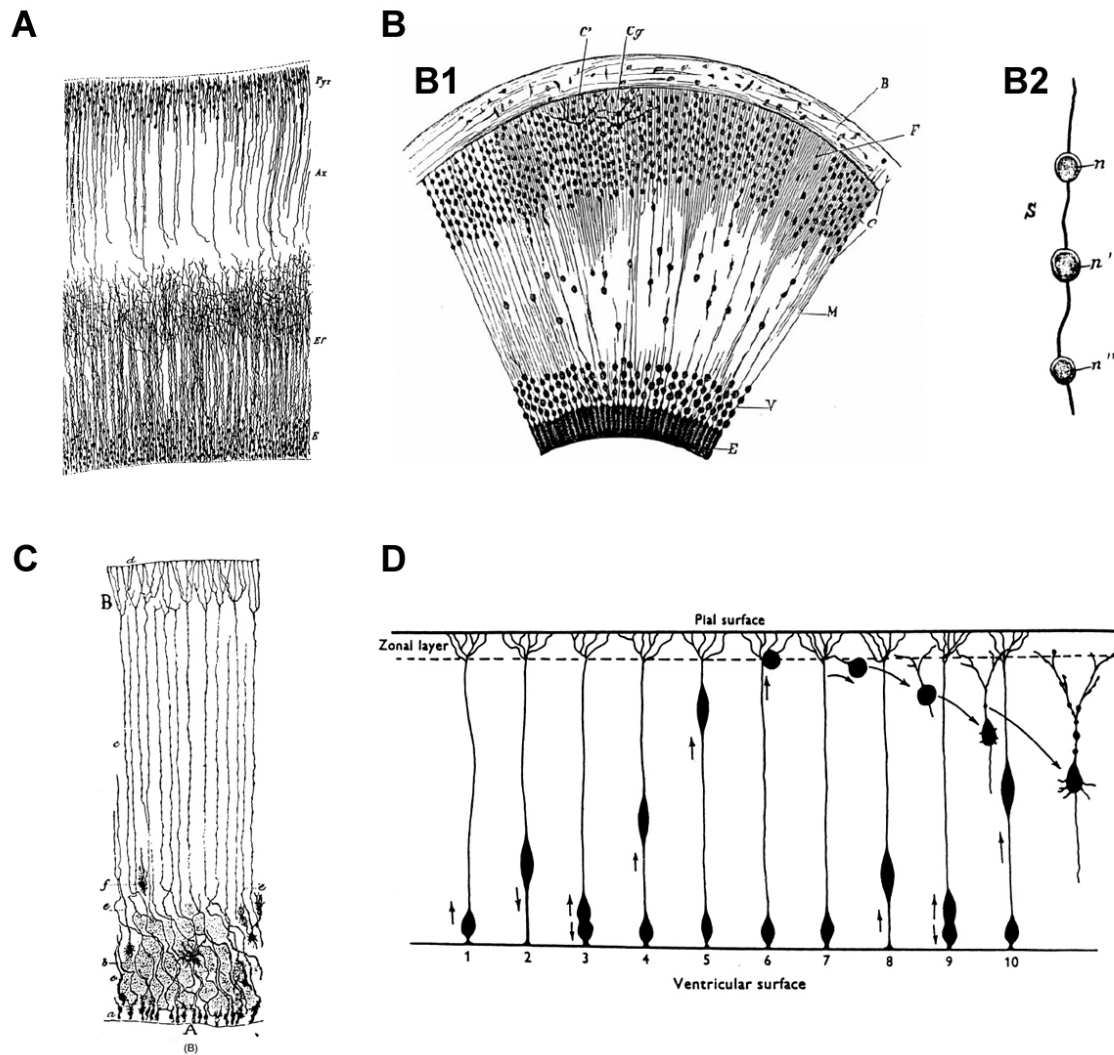 A
Pyr
Ax
Ef
E
B
B1
C'
Cg
B
F
C
M
V
E
B2
n
S
n'
n"
C
d
B
c
f
e
e
b
a
A
(B)
D
Pial surface
Zonal layer
1 2 3 4 5 6 7 8 9 10
Ventricular surface